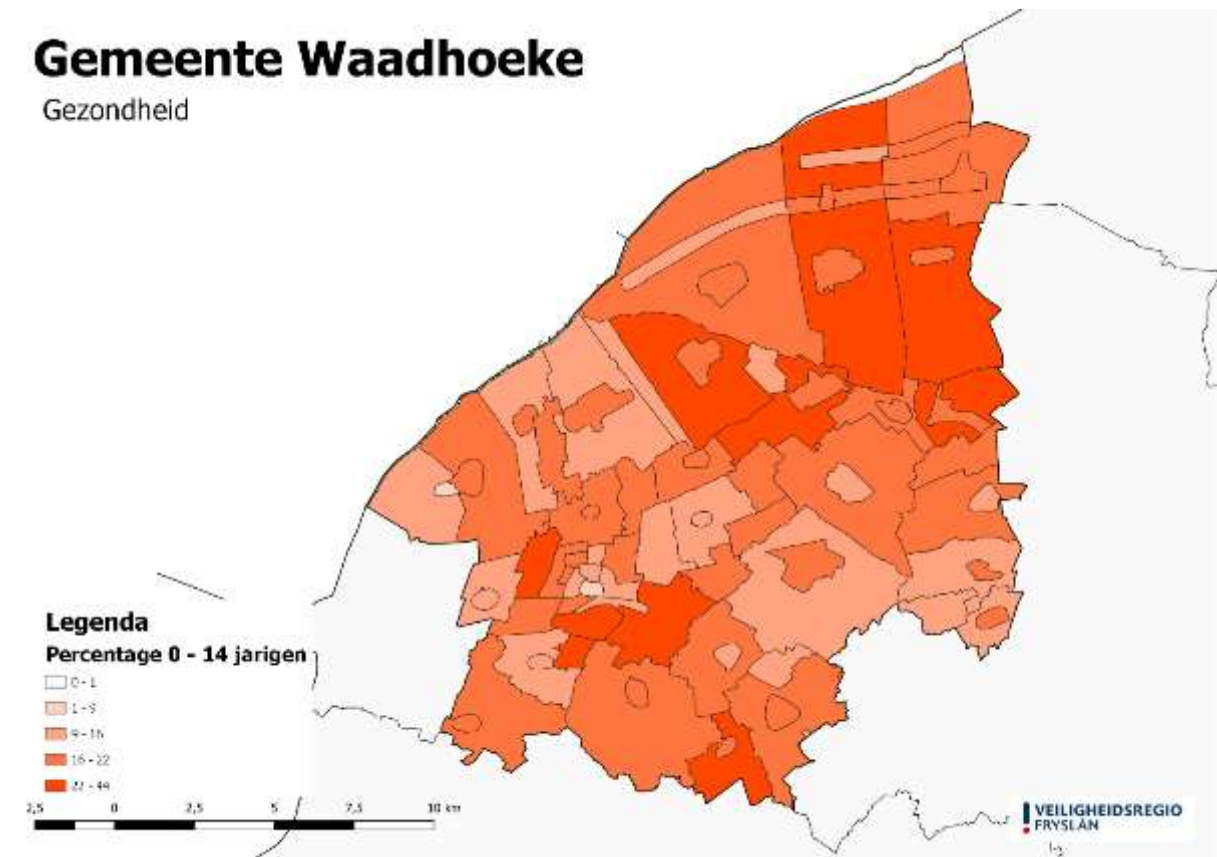 Gemeente Waadhoeke
Gezondheid
Legenda
Percentage 0 - 14 jarigen
0 - 1
1 - 9
9 - 16
16 - 22
22 - 44
2,5 0 2,5 5 7,5 10 km
VEILIGHEIDSREGIO
FRYSLÂN